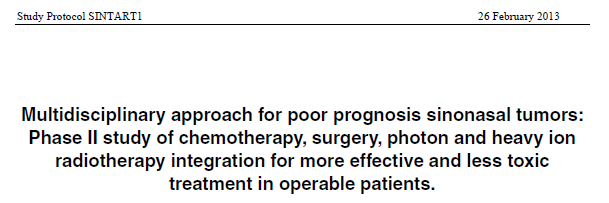 Study Protocol SINTART1 26 February 2013
Multidisciplinary approach for poor prognosis sinonasal tumors:
Phase II study of chemotherapy, surgery, photon and heavy ion
radiotherapy integration for more effective and less toxic
treatment in operable patients.